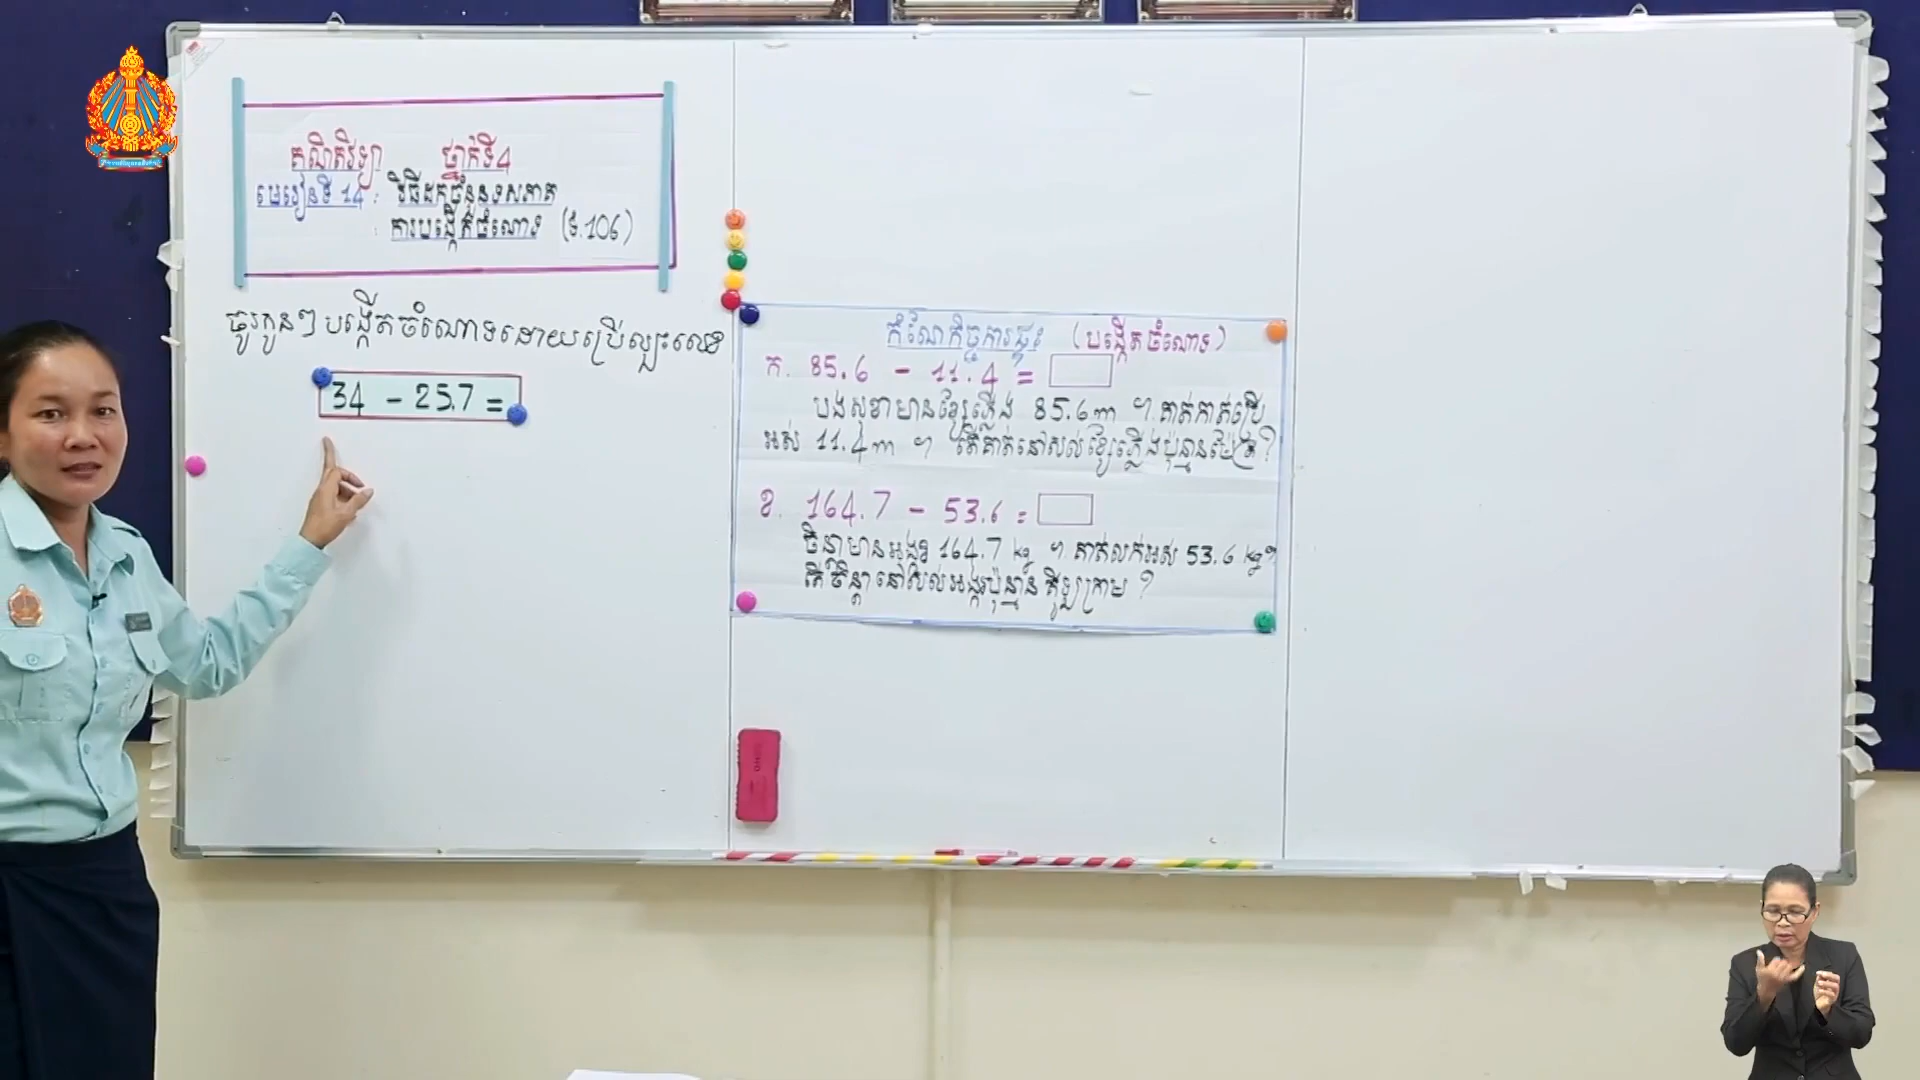 គណិតវិទ្យា ថ្នាក់ទី4
មេរៀនទី 14 : វិធីដកចំនួនទសភាគ
: ការបង្កើតចំណោទ (ទំ.106)
ចូរកូនៗ បង្កើតចំណោទដោយប្រើល្បះលេខ
34 - 25.7 =
កំណែកិច្ចការផ្ទះ (បង្កើតចំណោទ)
ក. 85.6 - 11.4 =
បងសុខាមានខ្សែភ្លើង 85.6m ។ គាត់កាត់ប្រើ
អស់ 11.4m ។ តើគាត់នៅសល់ខ្សែភ្លើងប៉ុន្មានម៉ែត្រ?
ខ. 164.7 - 53.6 =
ចិន្តាមានអង្ករ 164.7 kg ។ គាត់លក់អស់ 53.6 kg។
តើចិន្តានៅសល់អង្ករប៉ុន្មានគីឡូក្រាម ?